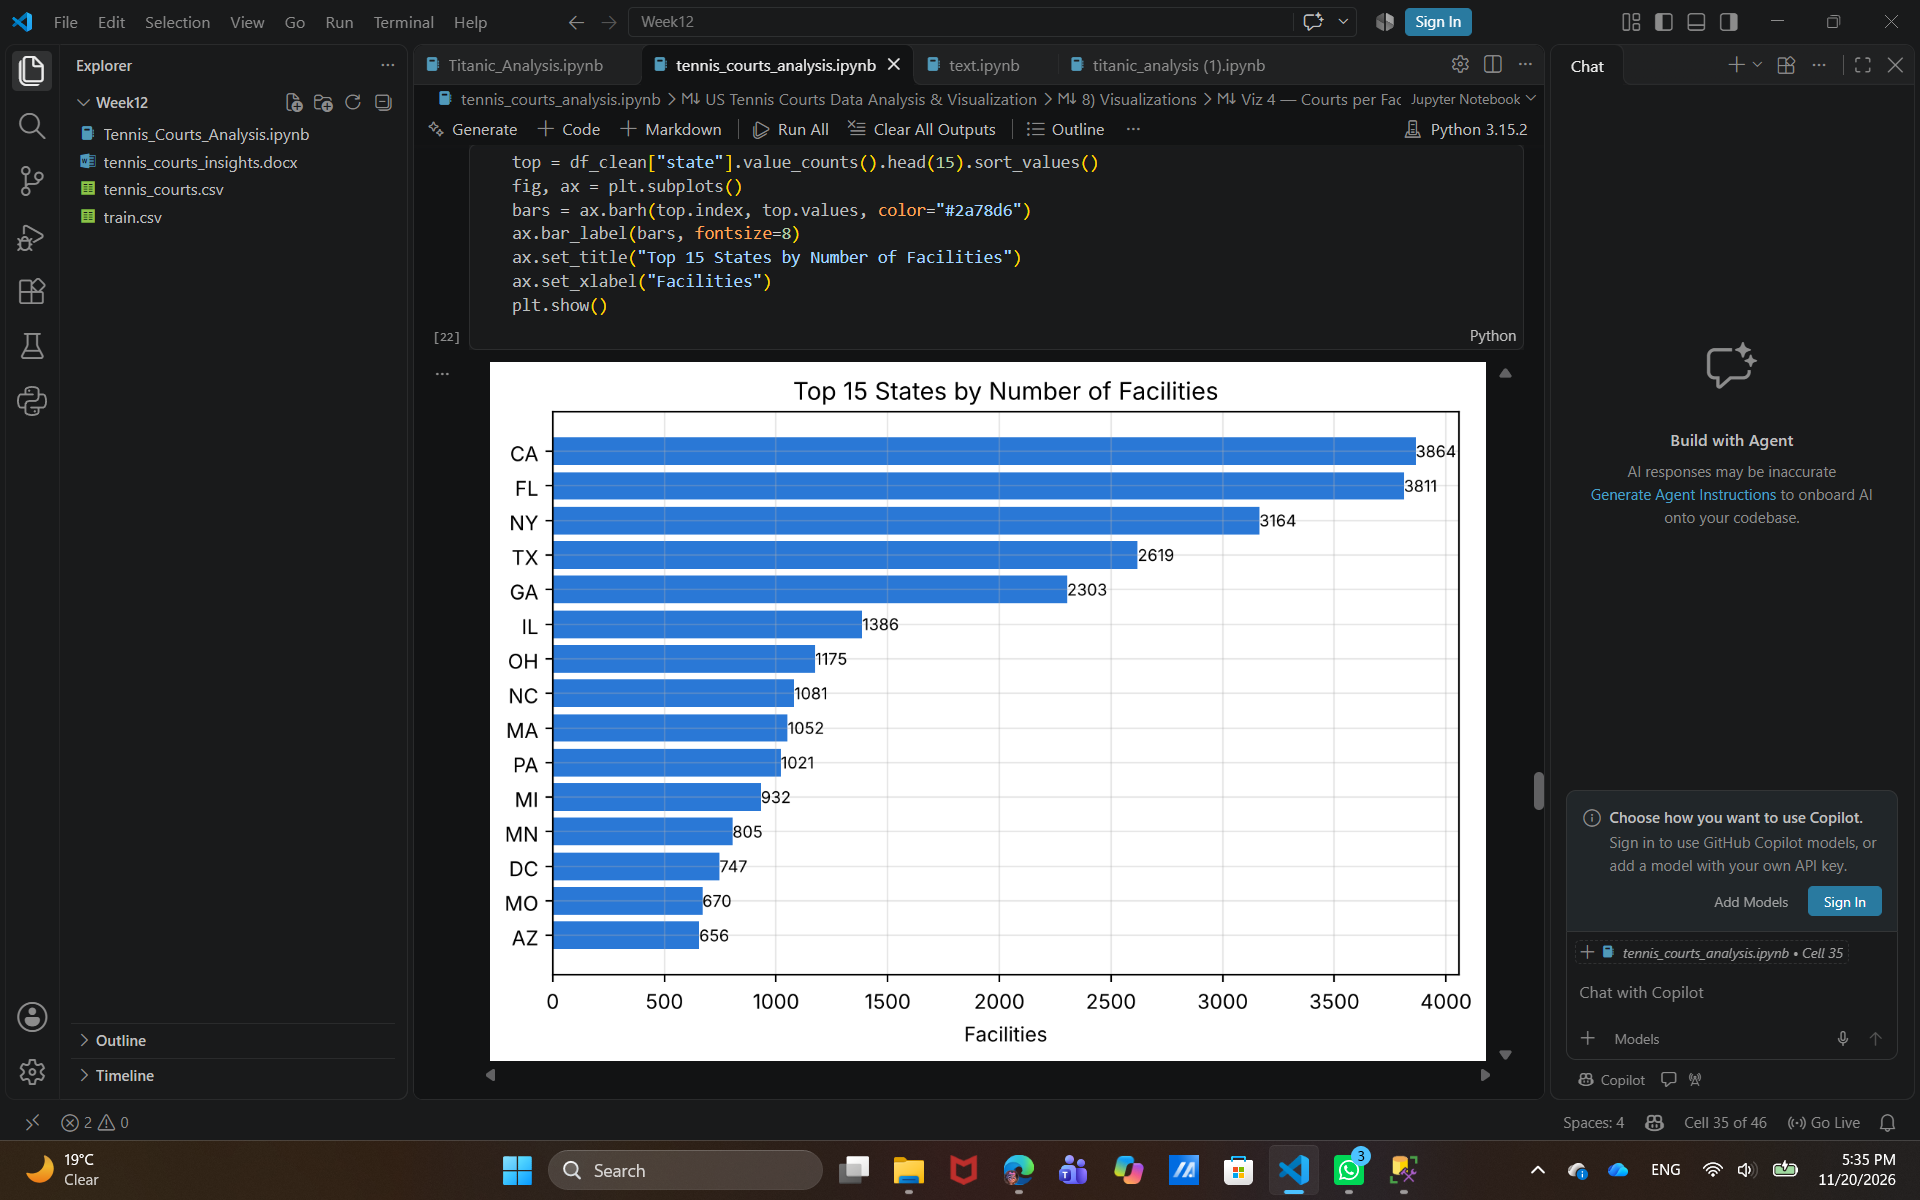 File Edit Selection View Go Run Terminal Help
Week12
Sign In
Explorer
Week12
Tennis_Courts_Analysis.ipynb
tennis_courts_insights.docx
tennis_courts.csv
train.csv
Outline
Timeline
Titanic_Analysis.ipynb
tennis_courts_analysis.ipynb
text.ipynb
titanic_analysis (1).ipynb
tennis_courts_analysis.ipynb > M↓ US Tennis Courts Data Analysis & Visualization > M↓ 8) Visualizations > M↓ Viz 4 — Courts per Fac
Jupyter Notebook
Generate + Code + Markdown Run All Clear All Outputs Outline ...
Python 3.15.2
top = df_clean["state"].value_counts().head(15).sort_values()
fig, ax = plt.subplots()
bars = ax.barh(top.index, top.values, color="#2a78d6")
ax.bar_label(bars, fontsize=8)
ax.set_title("Top 15 States by Number of Facilities")
ax.set_xlabel("Facilities")
plt.show()
[22]
Python
Top 15 States by Number of Facilities
CA 3864
FL 3811
NY 3164
TX 2619
GA 2303
IL 1386
OH 1175
NC 1081
MA 1052
PA 1021
MI 932
MN 805
DC 747
MO 670
AZ 656
0 500 1000 1500 2000 2500 3000 3500 4000
Facilities
Chat
Build with Agent
AI responses may be inaccurate
Generate Agent Instructions to onboard AI
onto your codebase.
Choose how you want to use Copilot.
Sign in to use GitHub Copilot models, or
add a model with your own API key.
Add Models
Sign In
tennis_courts_analysis.ipynb • Cell 35
Chat with Copilot
Models
Copilot
2 0
Spaces: 4
Cell 35 of 46
Go Live
19°C
Clear
Search
3
ENG
5:35 PM
11/20/2026